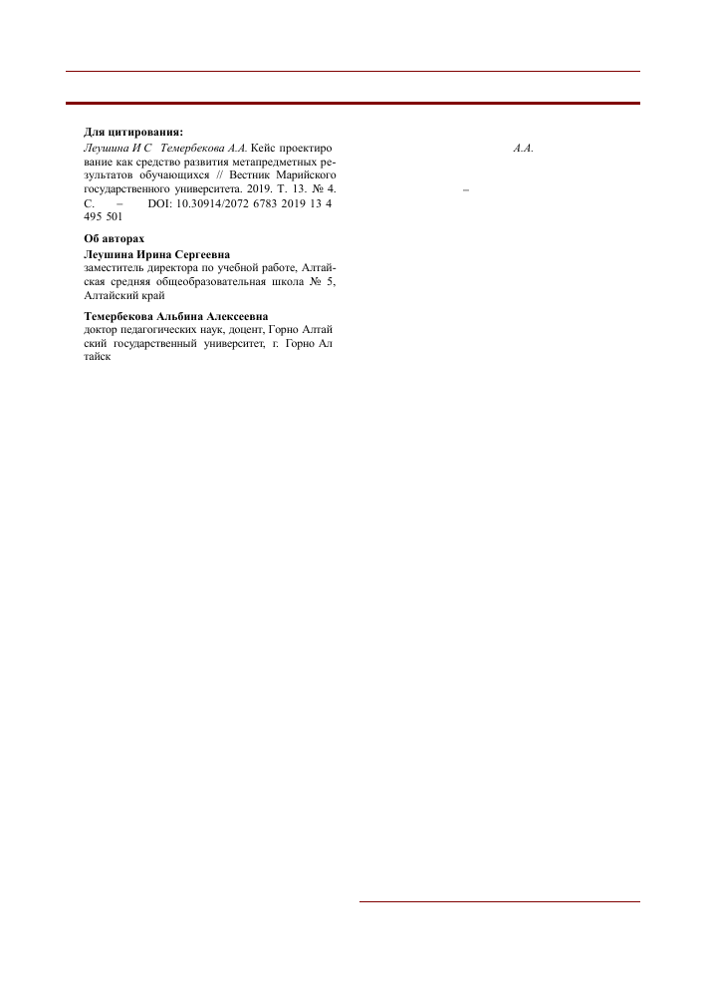 Для цитирования:
Леушина И С Темербекова А.А. Кейс проектиро
вание как средство развития метапредметных ре-
зультатов обучающихся // Вестник Марийского
государственного университета. 2019. Т. 13. № 4.
С. – DOI: 10.30914/2072 6783 2019 13 4
495 501
Об авторах
Леушина Ирина Сергеевна
заместитель директора по учебной работе, Алтай-
ская средняя общеобразовательная школа № 5,
Алтайский край
Темербекова Альбина Алексеевна
доктор педагогических наук, доцент, Горно Алтай
ский государственный университет, г. Горно Ал
тайск
А.А.
–